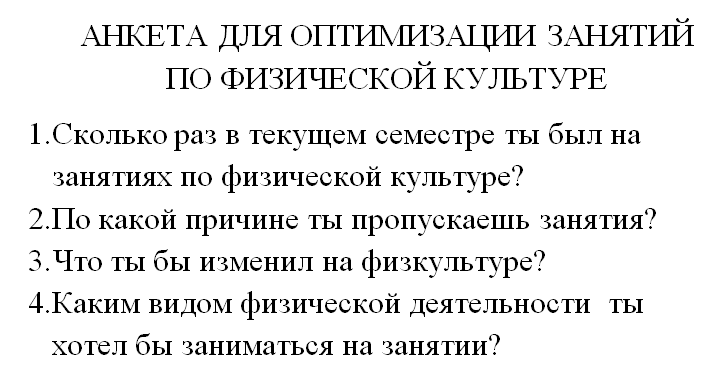 АНКЕТА ДЛЯ ОПТИМИЗАЦИИ ЗАНЯТИЙ
ПО ФИЗИЧЕСКОЙ КУЛЬТУРЕ
1.Сколько раз в текущем семестре ты был на
занятиях по физической культуре?
2.По какой причине ты пропускаешь занятия?
3.Что ты бы изменил на физкультуре?
4.Каким видом физической деятельности ты
хотел бы заниматься на занятии?